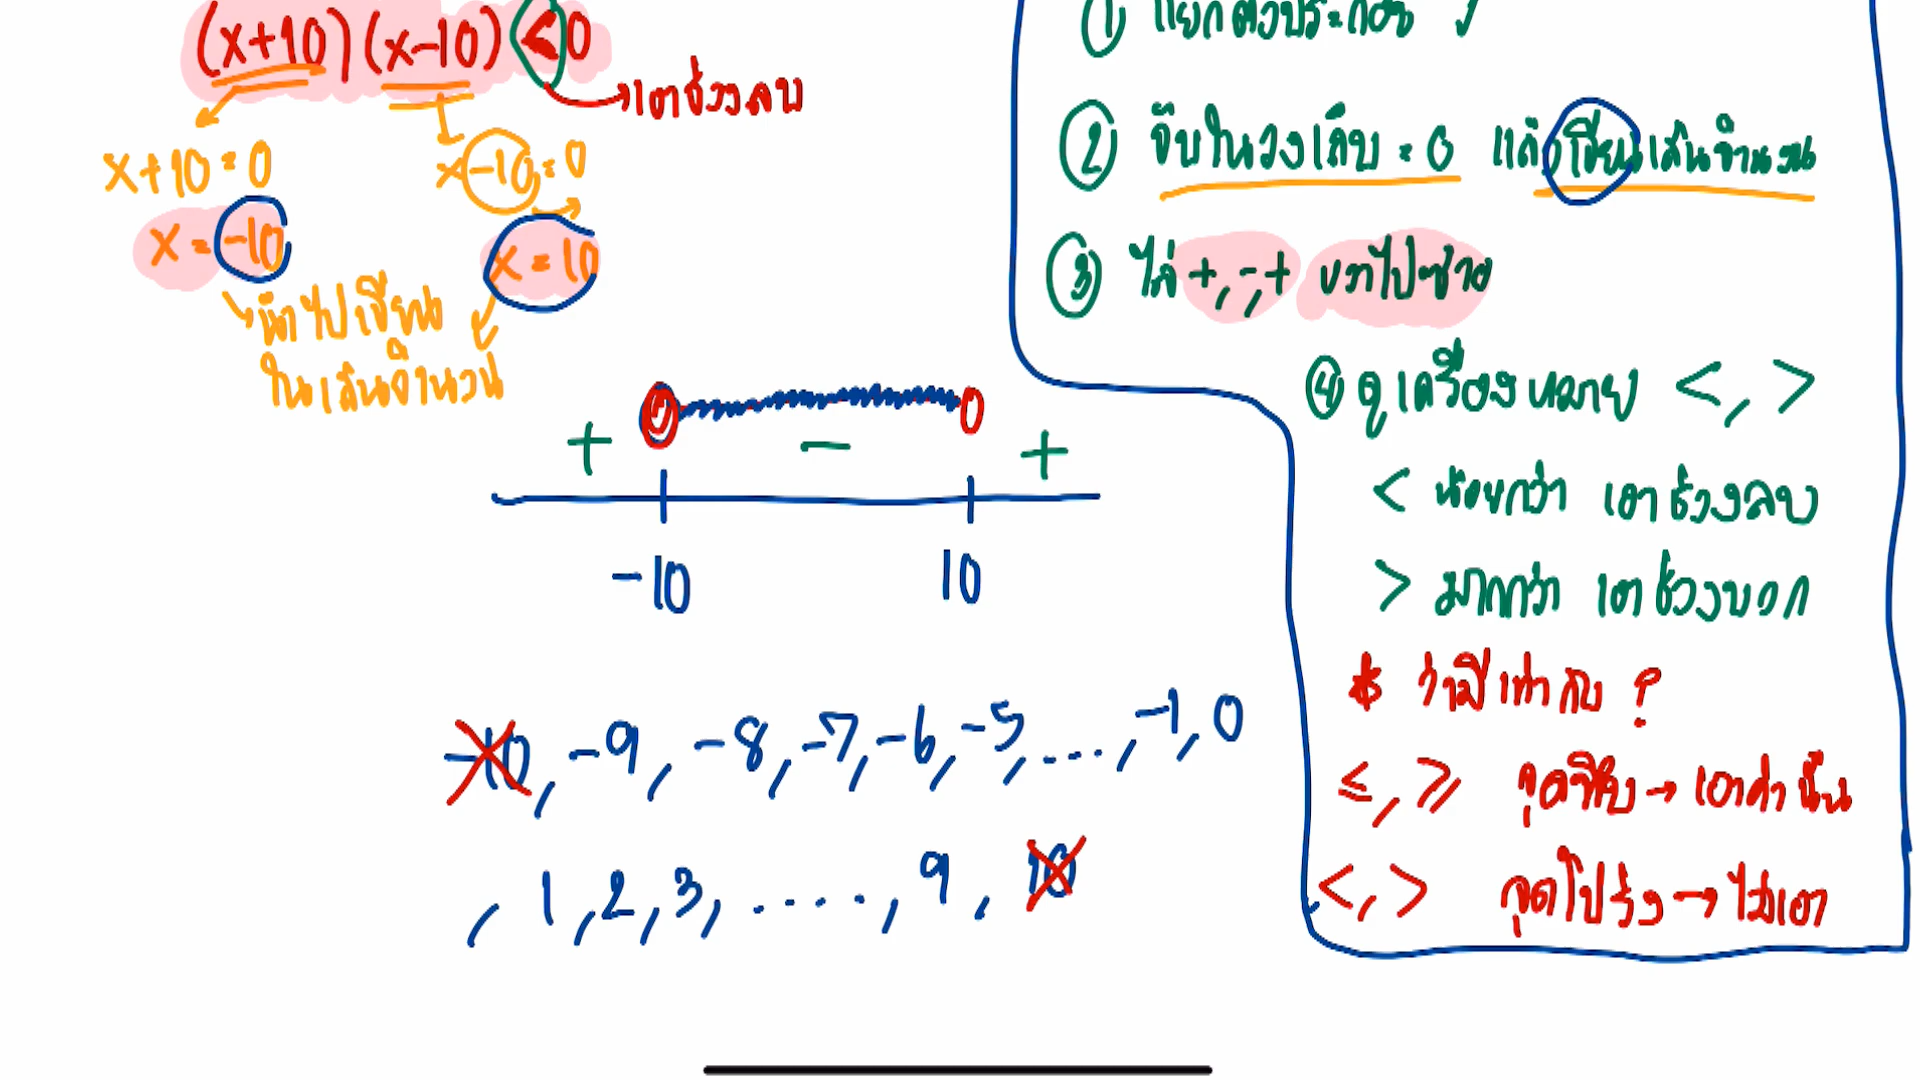 (x+10)(x-10) < 0
เอาช่วงลบ
x+10=0
x-10=0
x = -10
x = 10
นำไปเขียน
ในเส้นจำนวน
+ - +
-10 10
-10, -9, -8, -7, -6, -5, ...., -1, 0
, 1, 2, 3, ...., 9, 10
① แยกตัวประกอบ
② จับในวงเล็บ = 0 แล้วเขียนเส้นจำนวน
③ ใส่ +,-,+ ขวาไปซ้าย
④ ดูเครื่องหมาย <, >
< น้อยกว่า เอาช่วงลบ
> มากกว่า เอาช่วงบวก
* ว่ามีเท่ากับ ?
≤, ≥ จุดทึบ → เอาค่านั้น
<, > จุดโปร่ง → ไม่เอา